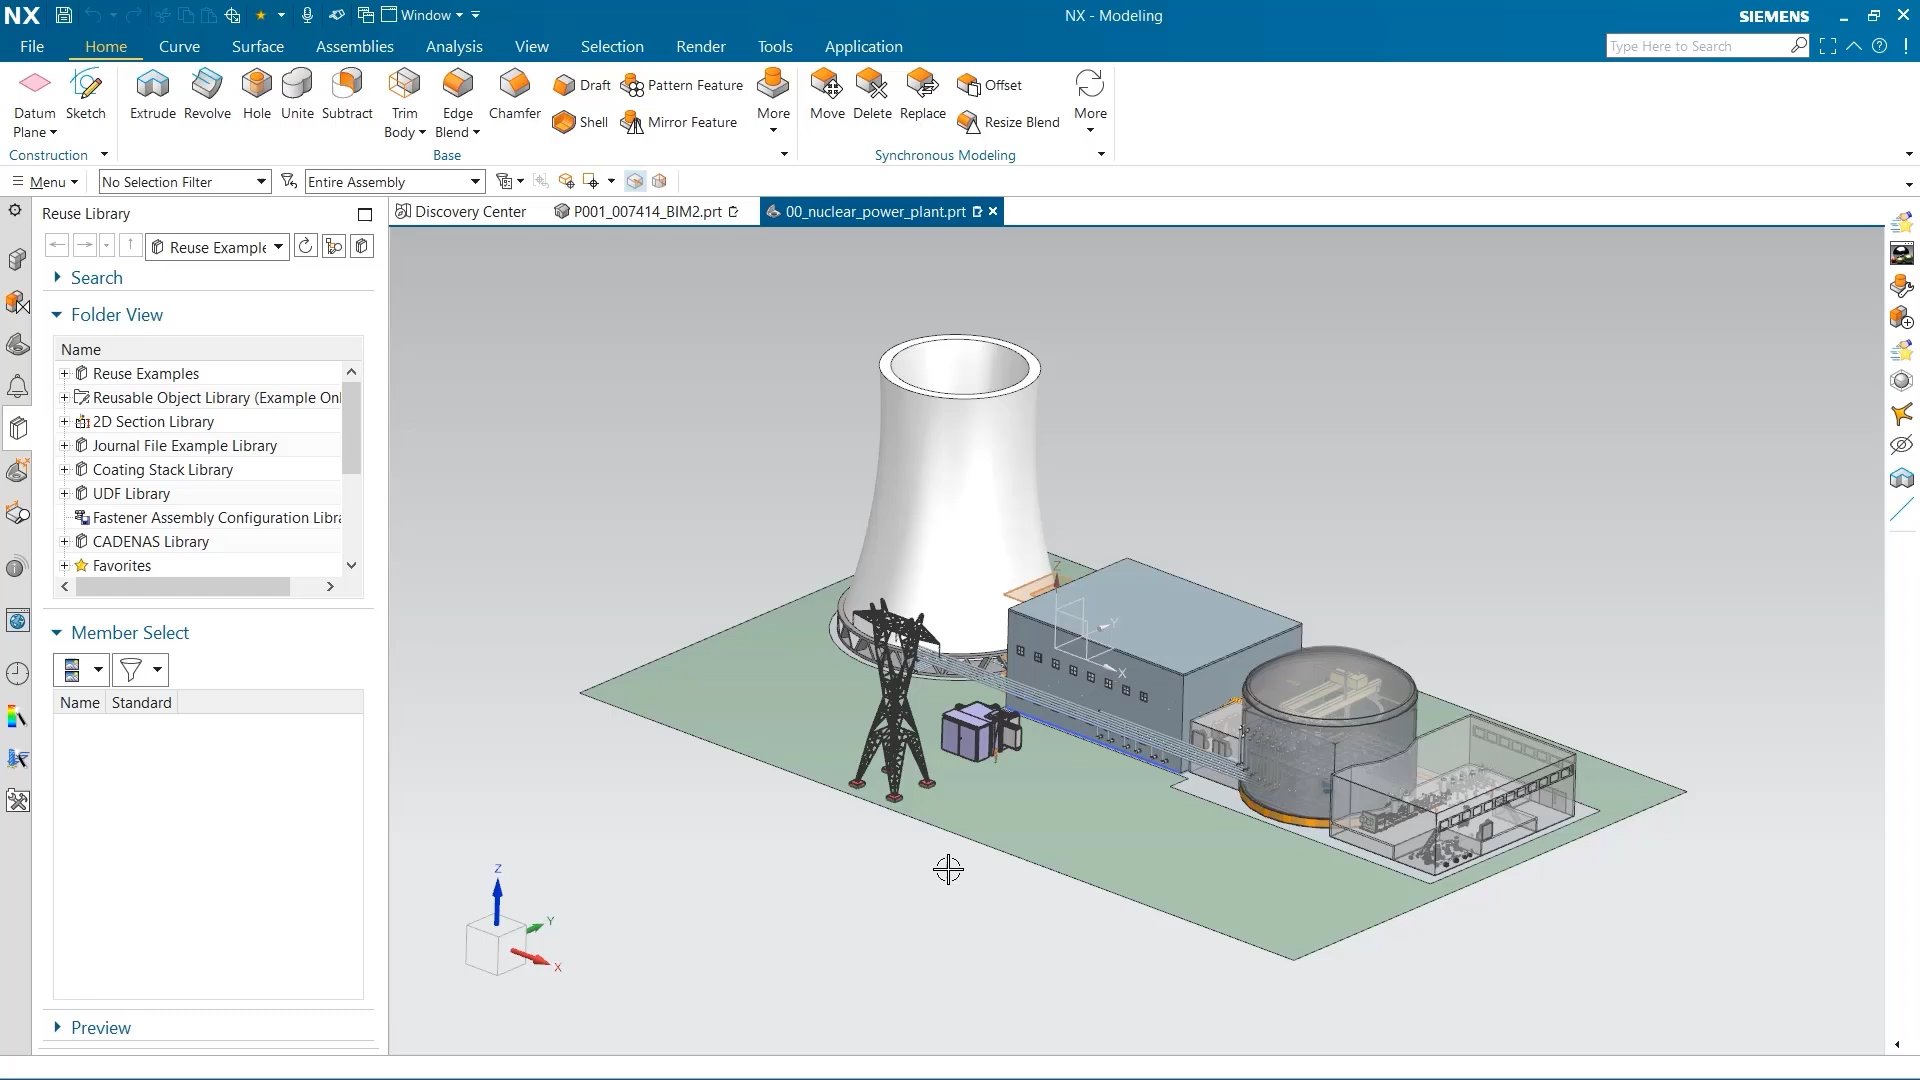 NX Window NX - Modeling SIEMENS
File Home Curve Surface Assemblies Analysis View Selection Render Tools Application Type Here to Search
Datum Plane Sketch Extrude Revolve Hole Unite Subtract Trim Body Edge Blend Chamfer Draft Shell Pattern Feature Mirror Feature More Move Delete Replace Offset Resize Blend More
Construction Base Synchronous Modeling
Menu No Selection Filter Entire Assembly
Reuse Library
Discovery Center P001_007414_BIM2.prt 00_nuclear_power_plant.prt
Reuse Example
Search
Folder View
Name
Reuse Examples
Reusable Object Library (Example Onl
2D Section Library
Journal File Example Library
Coating Stack Library
UDF Library
Fastener Assembly Configuration Libra
CADENAS Library
Favorites
Member Select
Name Standard
Preview
Z
Y
X
Z
Y
X